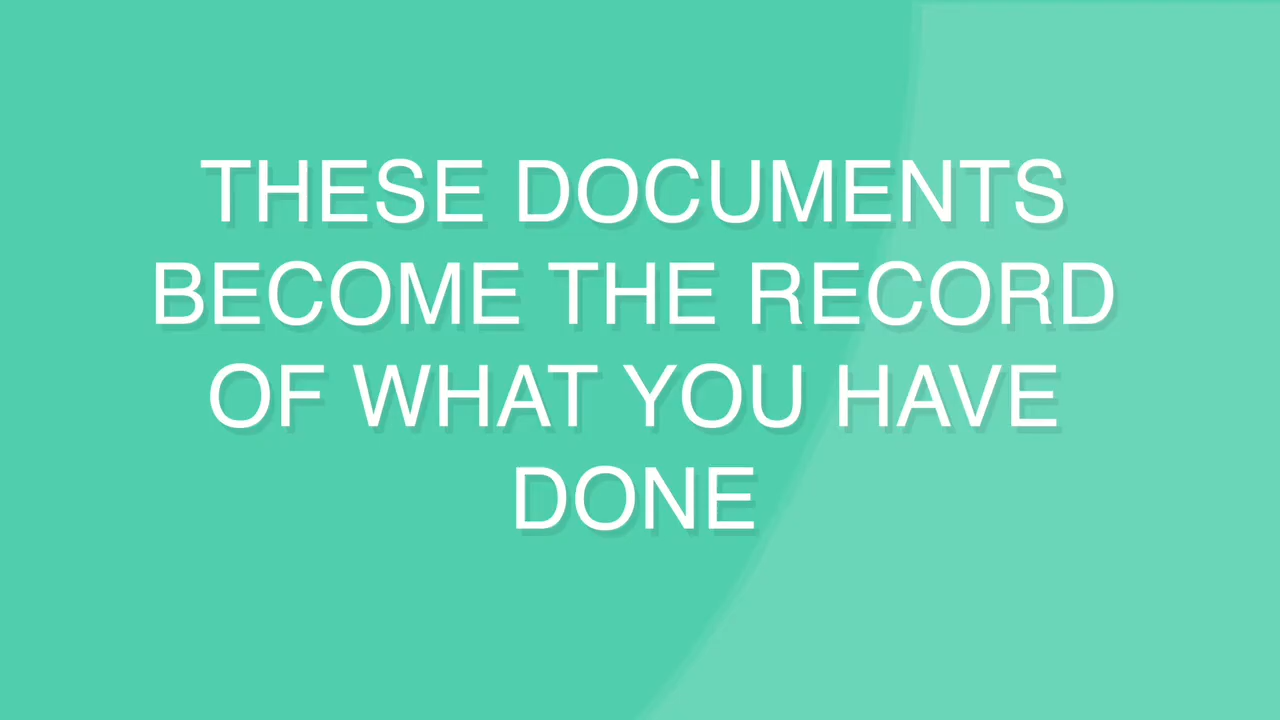 THESE DOCUMENTS
BECOME THE RECORD
OF WHAT YOU HAVE
DONE